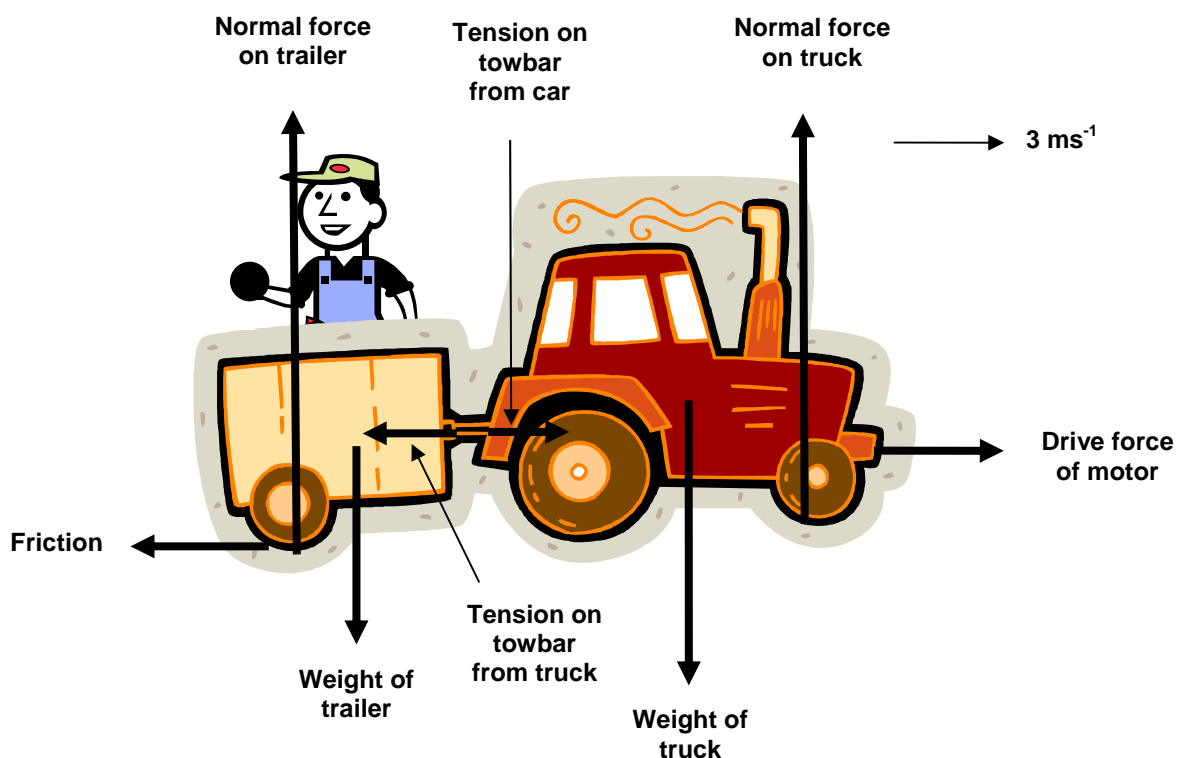 Normal force
on trailer
Tension on
towbar
from car
Normal force
on truck
3 ms-1
Drive force
of motor
Friction
Tension on
towbar
from truck
Weight of
trailer
Weight of
truck